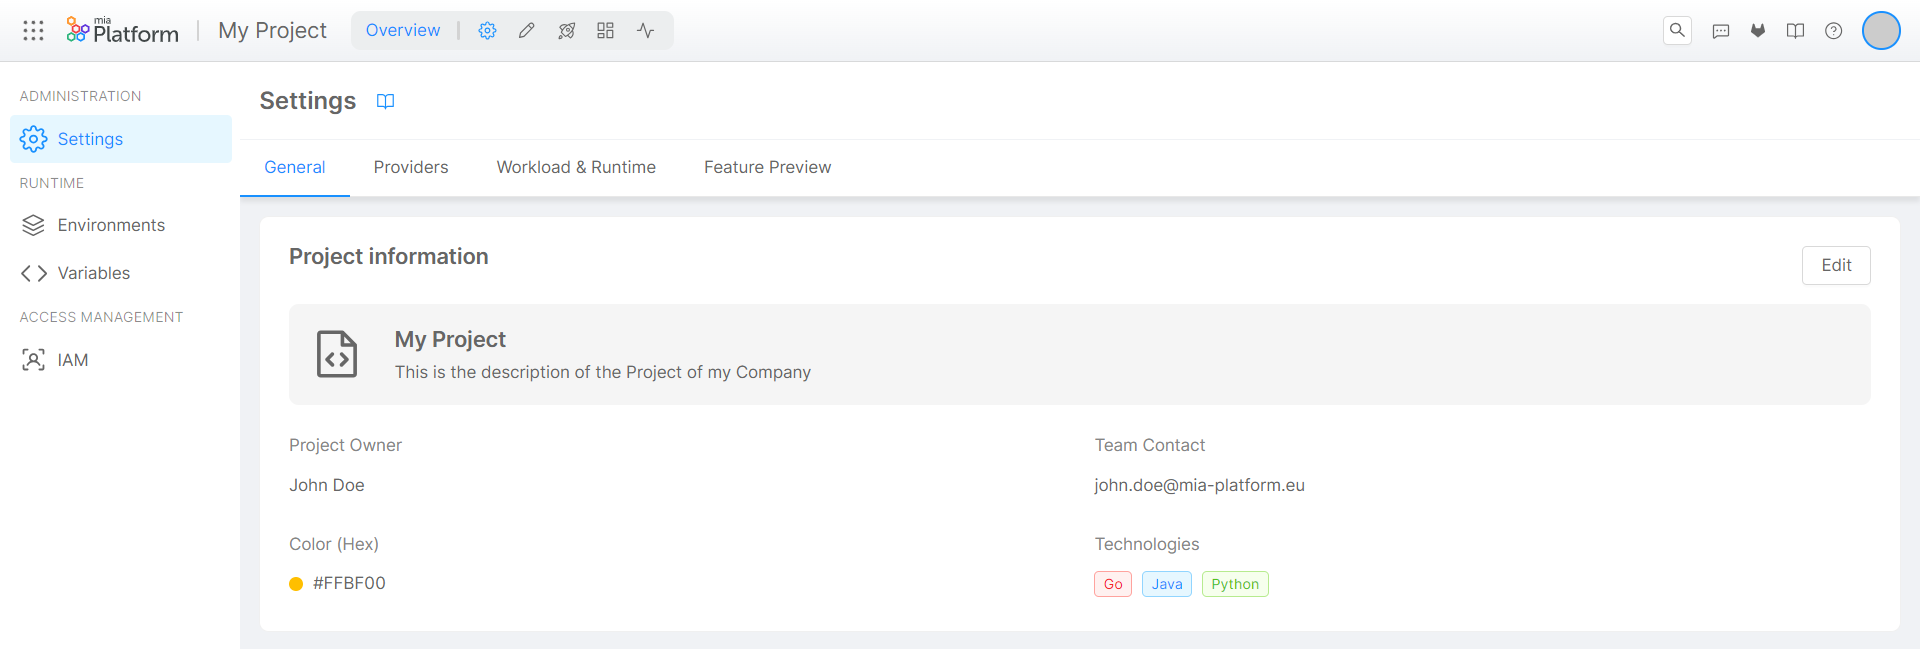 mia
Platform
My Project
Overview
ADMINISTRATION
Settings
RUNTIME
Environments
Variables
ACCESS MANAGEMENT
IAM
Settings
General Providers Workload & Runtime Feature Preview
Project information
Edit
My Project
This is the description of the Project of my Company
Project Owner
John Doe
Team Contact
john.doe@mia-platform.eu
Color (Hex)
#FFBF00
Technologies
Go Java Python